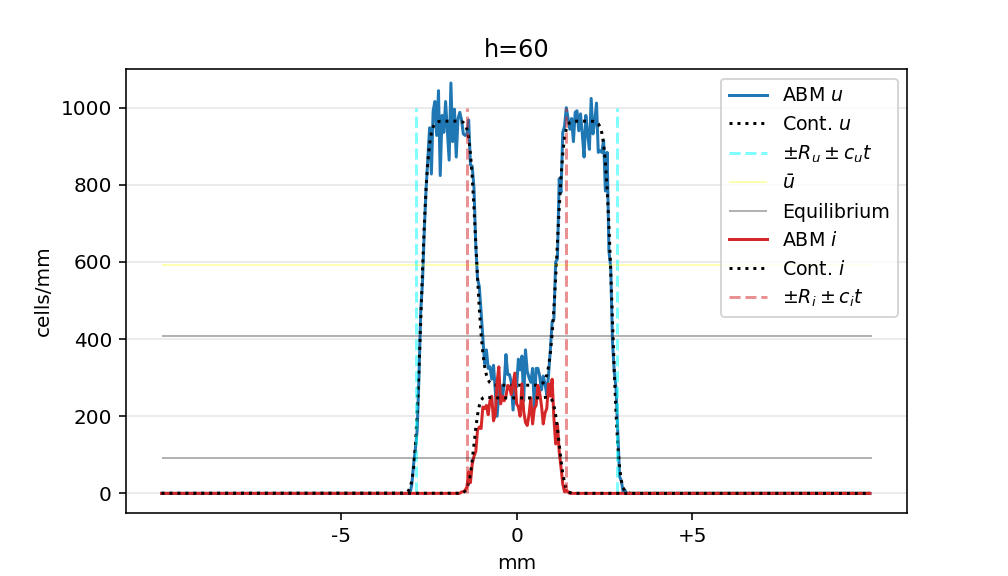 h=60
1000
800
600
400
200
0
cells/mm
-5
0
+5
mm
ABM u
Cont. u
±R_u ± c_u t
ū
Equilibrium
ABM i
Cont. i
±R_i ± c_i t